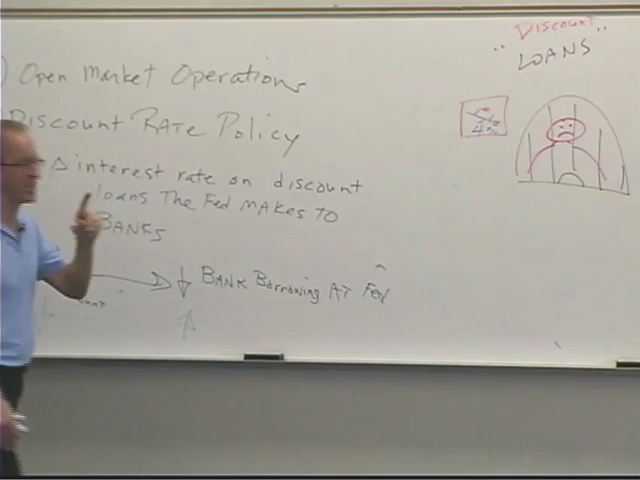 Discount
" LOANS "
) Open Market Operations
Discount Rate Policy
5%
4%
Δ interest rate on discount
loans The Fed makes to
Banks
↓ Bank Borrowing At Fed
↑